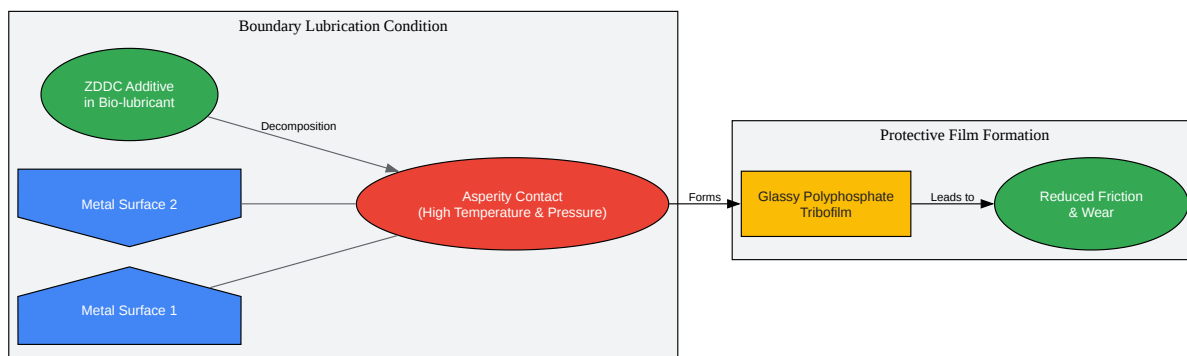 Boundary Lubrication Condition
ZDDC Additive
in Bio-lubricant
Decomposition
Metal Surface 2
Asperity Contact
(High Temperature & Pressure)
Metal Surface 1
Forms
Protective Film Formation
Glassy Polyphosphate
Tribofilm
Leads to
Reduced Friction
& Wear